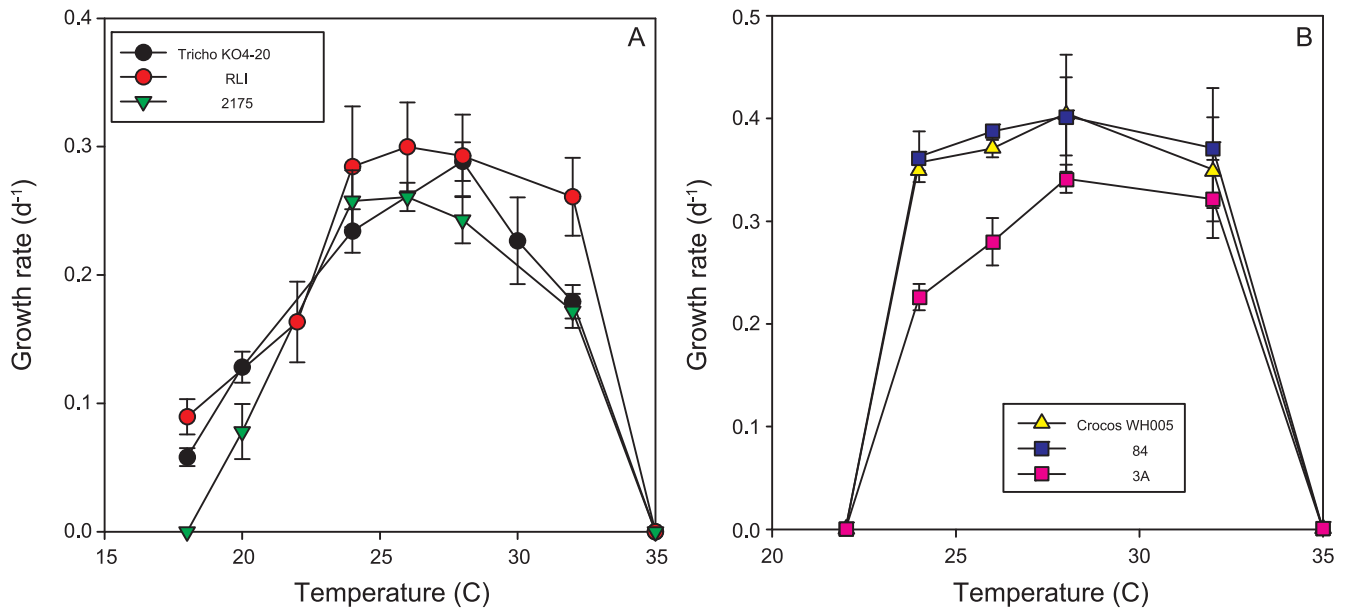 A
Tricho KO4-20
RLI
2175
0.4
0.3
0.2
0.1
0.0
Growth rate (d⁻¹)
15 20 25 30 35
Temperature (C)
B
0.5
0.4
0.3
0.2
0.1
0.0
Growth rate (d⁻¹)
Crocos WH005
84
3A
20 25 30 35
Temperature (C)